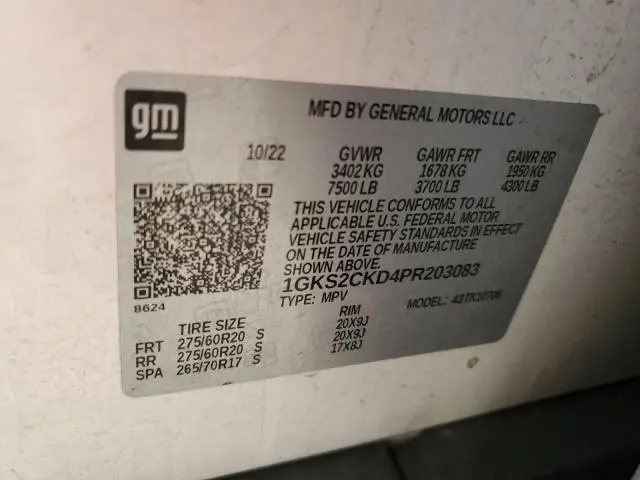 gm
MFD BY GENERAL MOTORS LLC
10/22 GVWR GAWR FRT GAWR RR
3402 KG 1678 KG 1950 KG
7500 LB 3700 LB 4300 LB
THIS VEHICLE CONFORMS TO ALL
APPLICABLE U.S. FEDERAL MOTOR
VEHICLE SAFETY STANDARDS IN EFFECT
ON THE DATE OF MANUFACTURE
SHOWN ABOVE.
1GKS2CKD4PR203083
8624
TYPE: MPV MODEL:
TIRE SIZE RIM
FRT 275/60R20 S 20X9J
RR 275/60R20 S 20X9J
SPA 265/70R17 S 17X8J